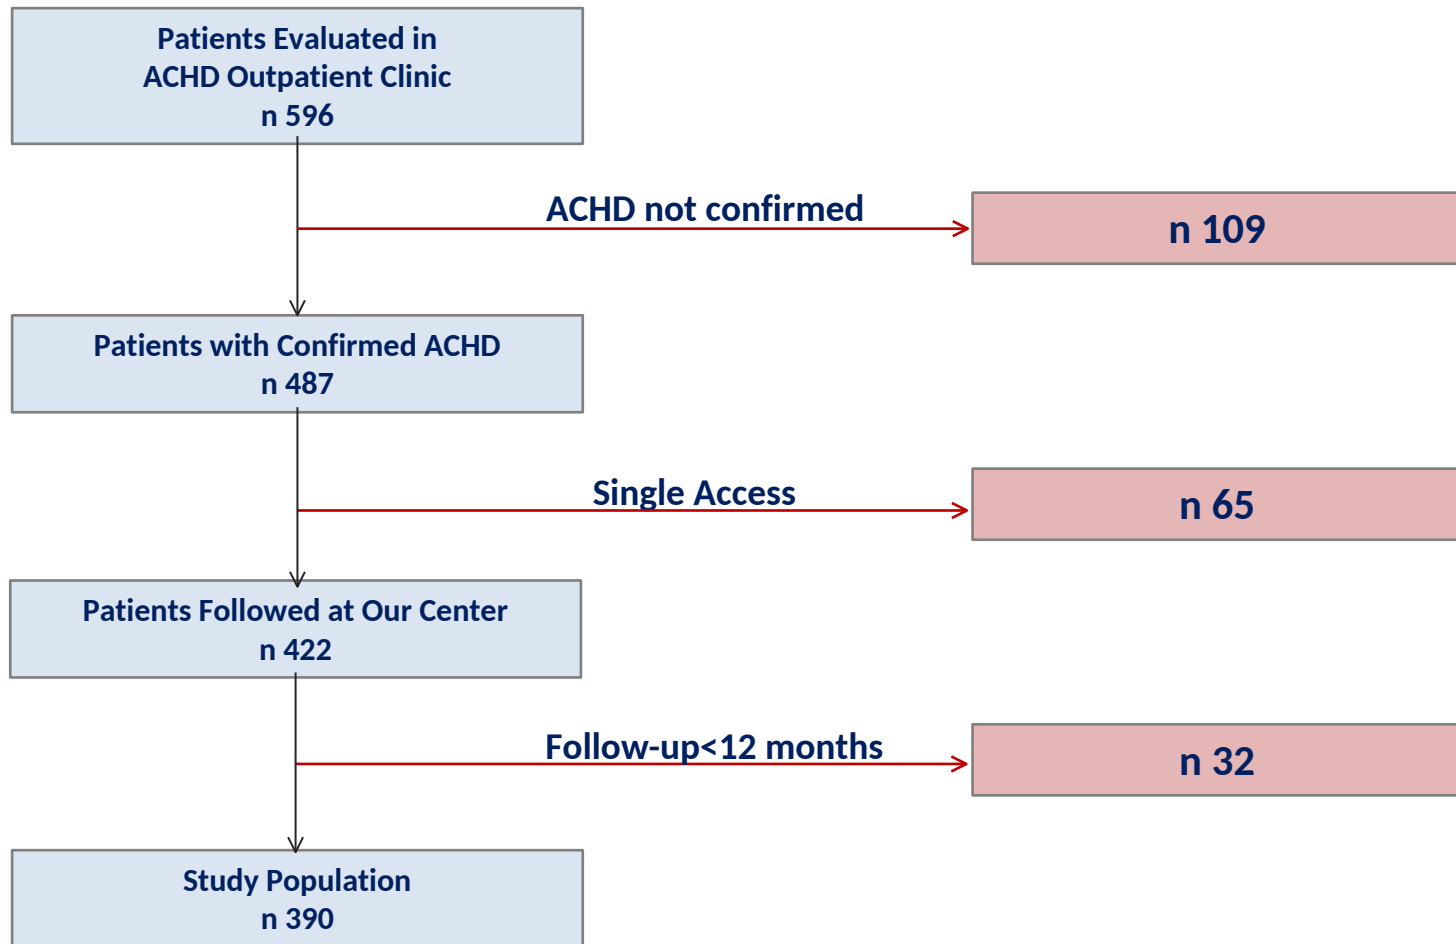 Patients Evaluated in
ACHD Outpatient Clinic
n 596
ACHD not confirmed
n 109
Patients with Confirmed ACHD
n 487
Single Access
n 65
Patients Followed at Our Center
n 422
Follow-up<12 months
n 32
Study Population
n 390